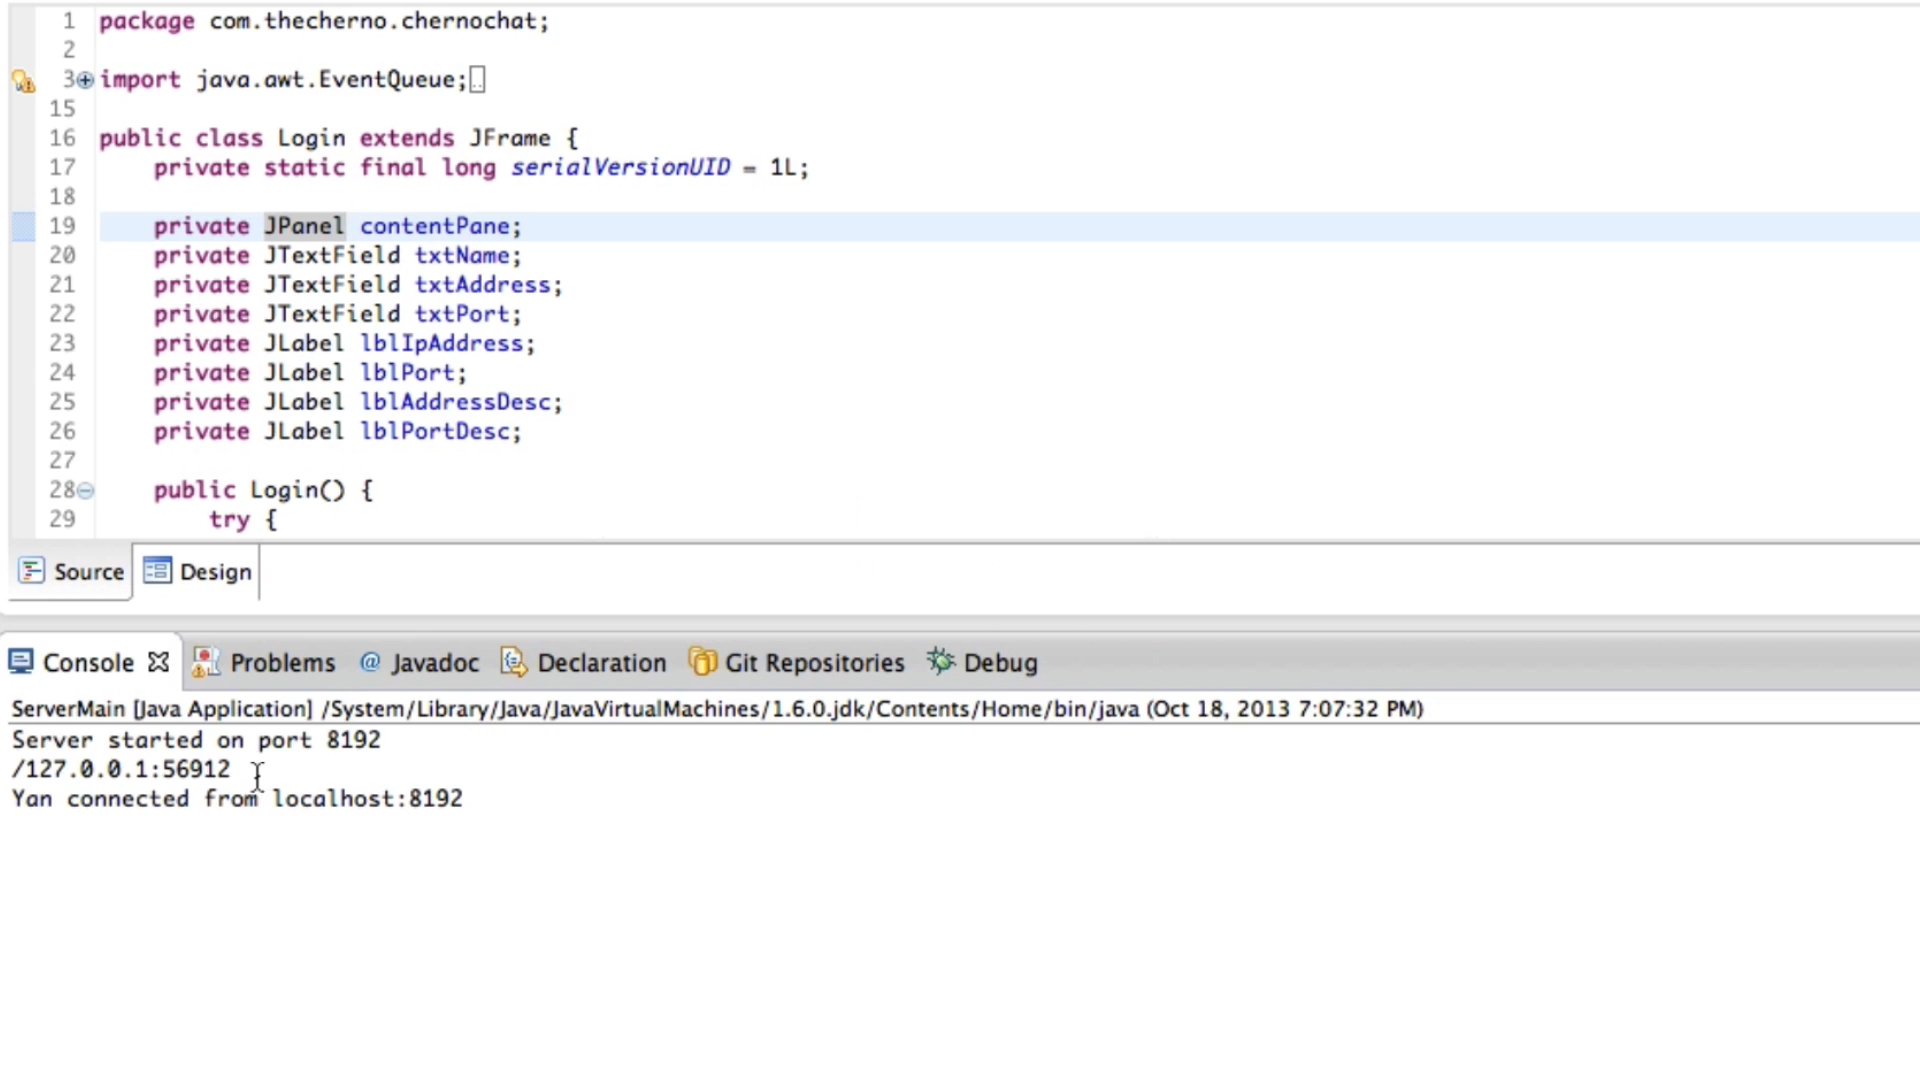 1 package com.thecherno.chernochat;
2
3 import java.awt.EventQueue;
15
16 public class Login extends JFrame {
17 private static final long serialVersionUID = 1L;
18
19 private JPanel contentPane;
20 private JTextField txtName;
21 private JTextField txtAddress;
22 private JTextField txtPort;
23 private JLabel lblIpAddress;
24 private JLabel lblPort;
25 private JLabel lblAddressDesc;
26 private JLabel lblPortDesc;
27
28 public Login() {
29 try {
Source Design
Console Problems @ Javadoc Declaration Git Repositories Debug
ServerMain [Java Application] /System/Library/Java/JavaVirtualMachines/1.6.0.jdk/Contents/Home/bin/java (Oct 18, 2013 7:07:32 PM)
Server started on port 8192
/127.0.0.1:56912
Yan connected from localhost:8192